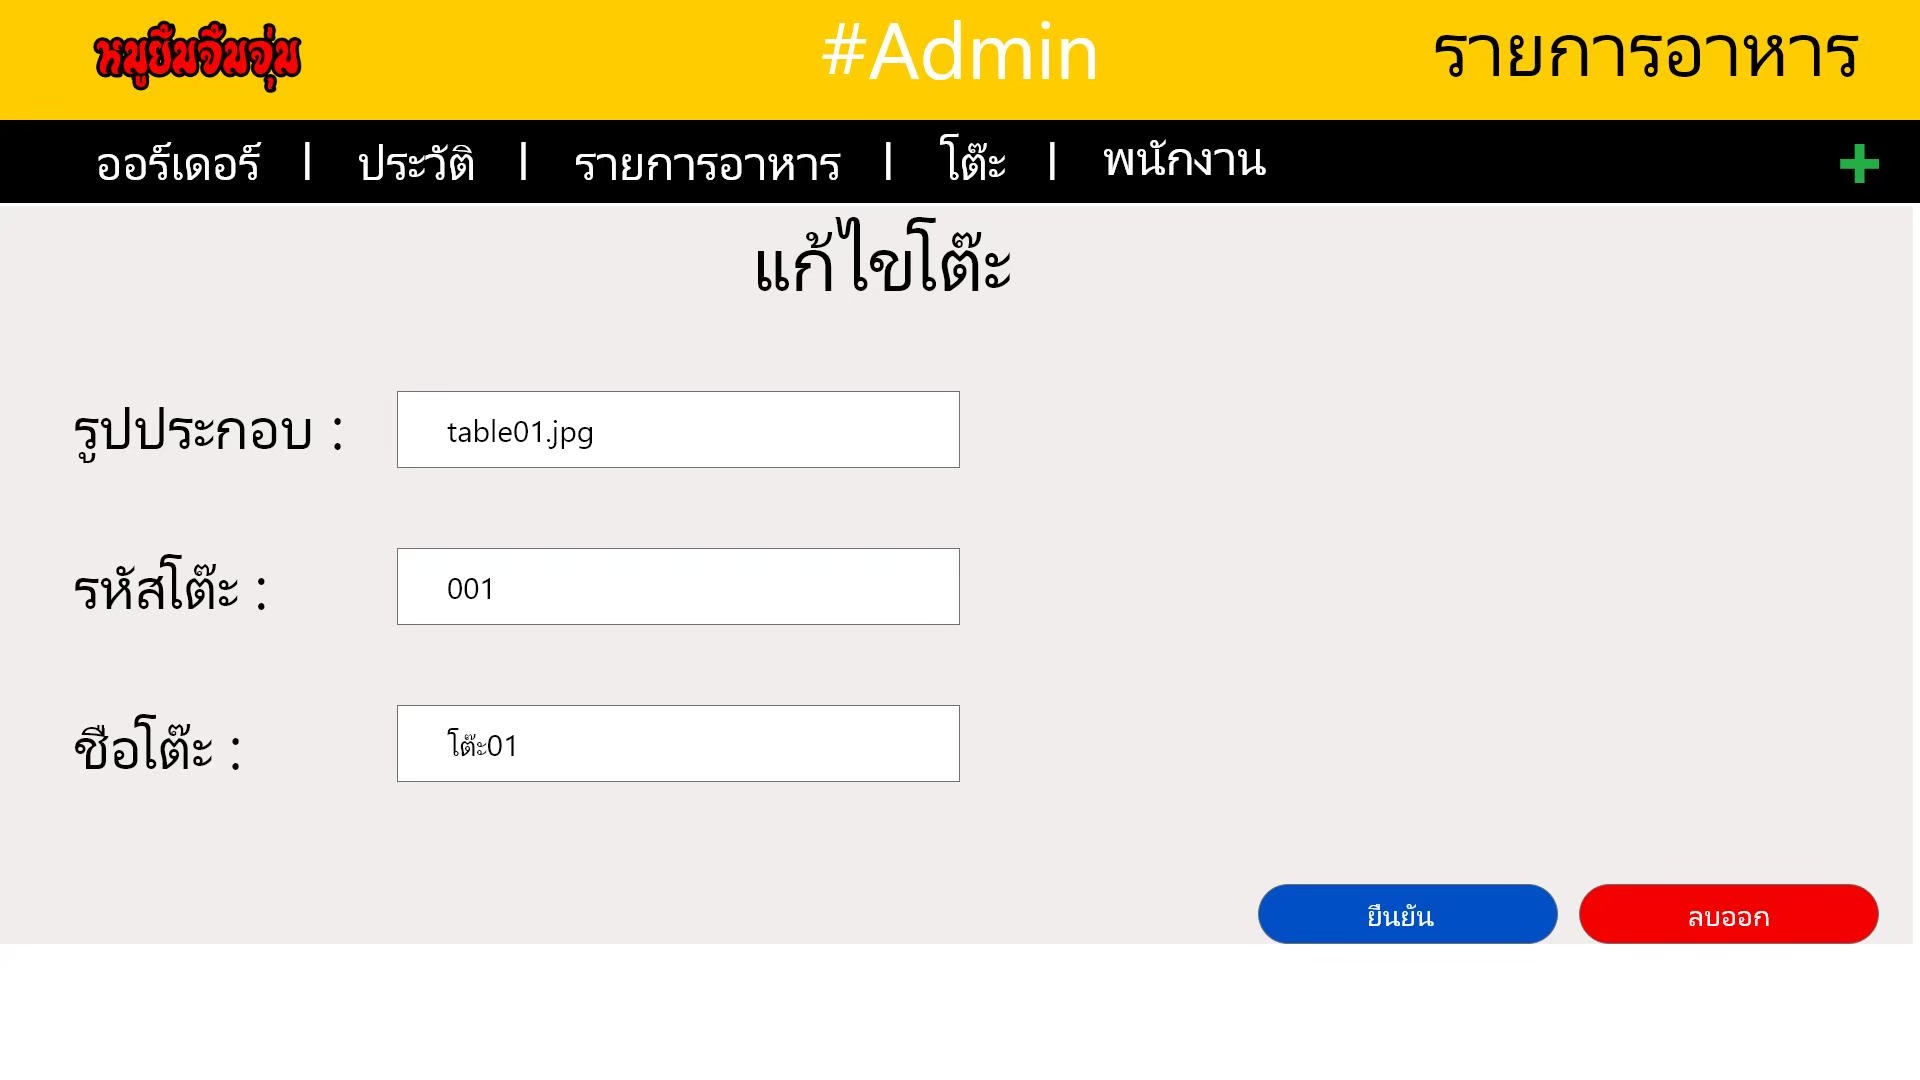 หมูยืมจืมจุ่ม #Admin รายการอาหาร
ออร์เดอร์ | ประวัติ | รายการอาหาร | โต๊ะ | พนักงาน +
แก้ไขโต๊ะ
รูปประกอบ : table01.jpg
รหัสโต๊ะ : 001
ชือโต๊ะ : โต๊ะ01
ยืนยัน ลบออก